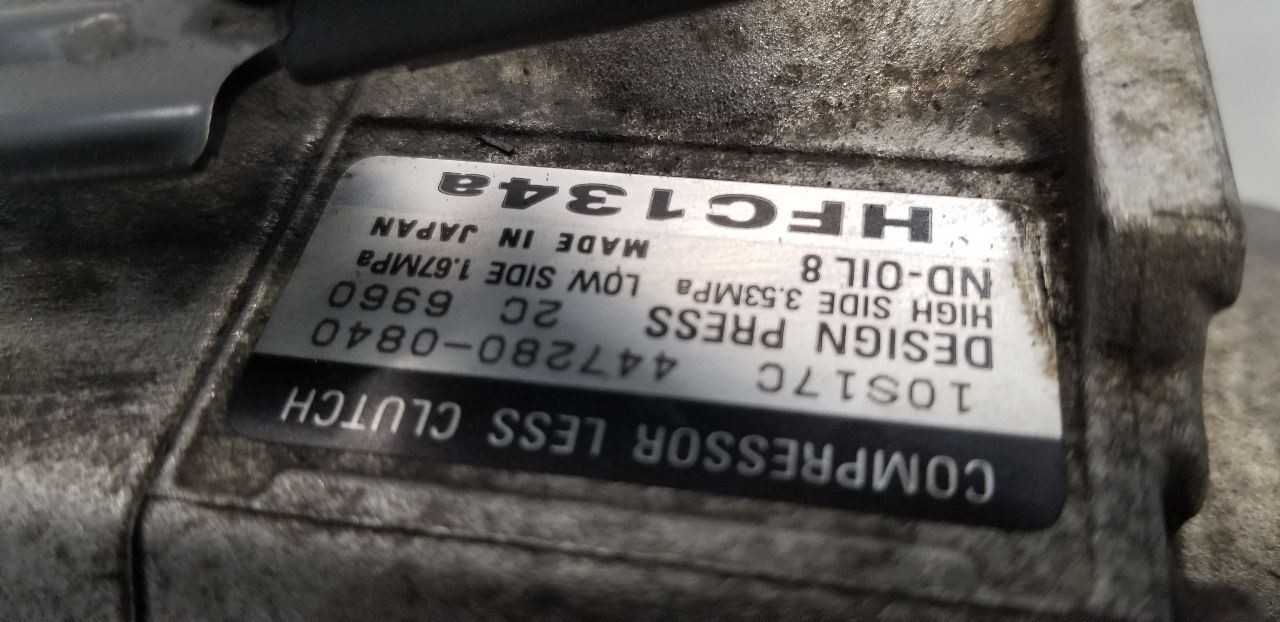 COMPRESSOR LESS CLUTCH
10S17C 447280-0840
DESIGN PRESS 2C 6960
HIGH SIDE 3.53MPa LOW SIDE 1.67MPa
ND-OIL 8 MADE IN JAPAN
HFC134a